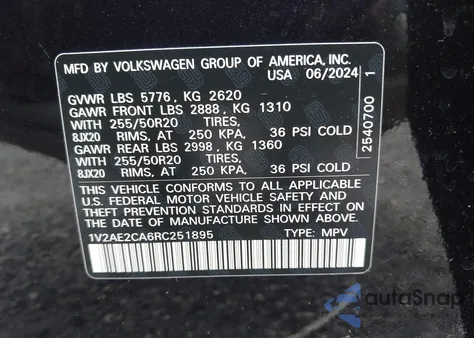 MFD BY VOLKSWAGEN GROUP OF AMERICA, INC.
USA 06/2024
GVWR LBS 5776 , KG 2620
GAWR FRONT LBS 2888 , KG 1310
WITH 255/50R20 TIRES,
8JX20 RIMS, AT 250 KPA, 36 PSI COLD
GAWR REAR LBS 2998 , KG 1360
WITH 255/50R20 TIRES,
8JX20 RIMS, AT 250 KPA, 36 PSI COLD
THIS VEHICLE CONFORMS TO ALL APPLICABLE
U.S. FEDERAL MOTOR VEHICLE SAFETY STANDARDS
IN EFFECT ON THE DATE OF MANUFACTURE SHOWN ABOVE.
1V2AE2CA6RC251895 TYPE: MPV
2540700 1
autoSnap